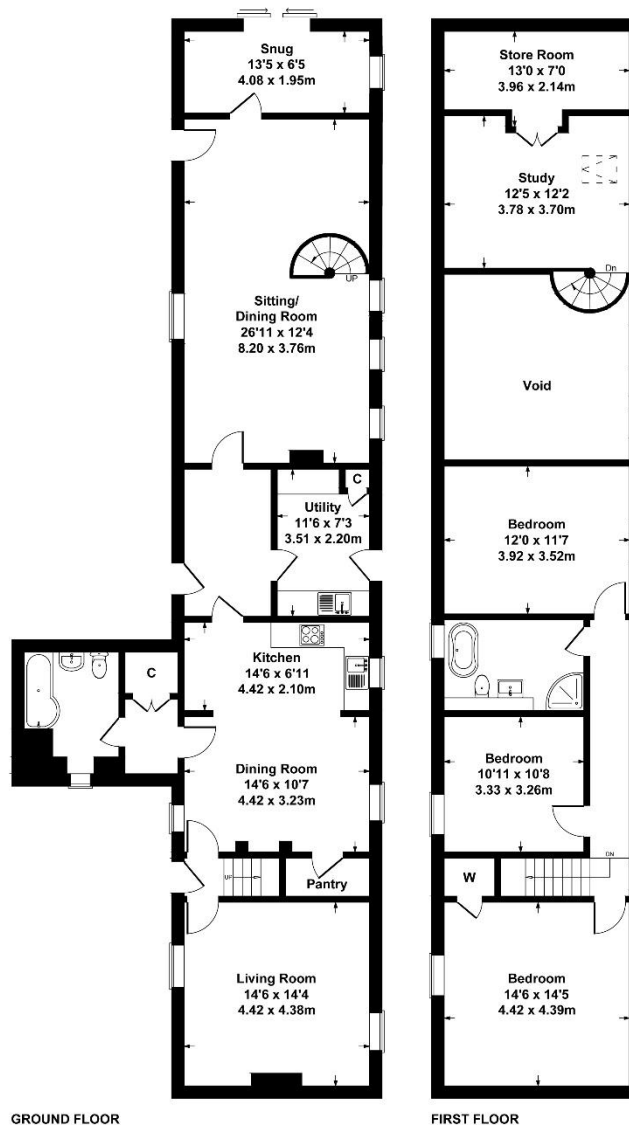 Snug
13'5 x 6'5
4.08 x 1.95m
UP
Sitting/
Dining Room
26'11 x 12'4
8.20 x 3.76m
C
Utility
11'6 x 7'3
3.51 x 2.20m
Kitchen
14'6 x 6'11
4.42 x 2.10m
C
Dining Room
14'6 x 10'7
4.42 x 3.23m
UP
Pantry
Living Room
14'6 x 14'4
4.42 x 4.38m
GROUND FLOOR
Store Room
13'0 x 7'0
3.96 x 2.14m
Study
12'5 x 12'2
3.78 x 3.70m
Dn
Void
Bedroom
12'0 x 11'7
3.92 x 3.52m
Bedroom
10'11 x 10'8
3.33 x 3.26m
DN
W
Bedroom
14'6 x 14'5
4.42 x 4.39m
FIRST FLOOR